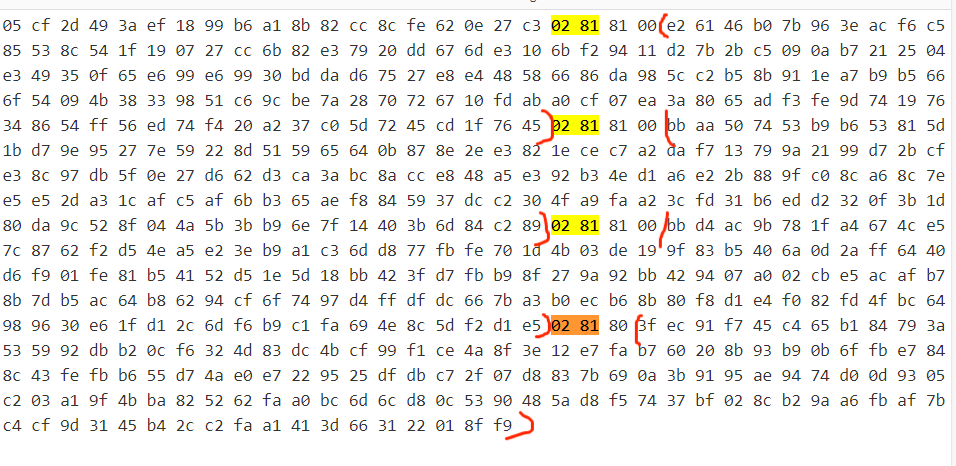 05 cf 2d 49 3a ef 18 99 b6 a1 8b 82 cc 8c fe 62 0e 27 c3 02 81 81 00 e2 61 46 b0 7b 96 3e ac f6 c5
85 53 8c 54 1f 19 07 27 cc 6b 82 e3 79 20 dd 67 6d e3 10 6b f2 94 11 d2 7b 2b c5 09 0a b7 21 25 04
e3 49 35 0f 65 e6 99 e6 99 30 bd da d6 75 27 e8 e4 48 58 66 86 da 98 5c c2 b5 8b 91 1e a7 b9 b5 66
6f 54 09 4b 38 33 98 51 c6 9c be 7a 28 70 72 67 10 fd ab a0 cf 07 ea 3a 80 65 ad f3 fe 9d 74 19 76
34 86 54 ff 56 ed 74 f4 20 a2 37 c0 5d 72 45 cd 1f 76 45 02 81 81 00 bb aa 50 74 53 b9 b6 53 81 5d
1b d7 9e 95 27 7e 59 22 8d 51 59 65 64 0b 87 8e 2e e3 82 1e ce c7 a2 da f7 13 79 9a 21 99 d7 2b cf
e3 8c 97 db 5f 0e 27 d6 62 d3 ca 3a bc 8a cc e8 48 a5 e3 92 b3 4e d1 a6 e2 2b 88 9f c0 8c a6 8c 7e
e5 e5 2d a3 1c af c5 af 6b b3 65 ae f8 84 59 37 dc c2 30 4f a9 fa a2 3c fd 31 b6 ed d2 32 0f 3b 1d
80 da 9c 52 8f 04 4a 5b 3b b9 6e 7f 14 40 3b 6d 84 c2 89 02 81 81 00 bb d4 ac 9b 78 1f a4 67 4c e5
7c 87 62 f2 d5 4e a5 e2 3e b9 a1 c3 6d d8 77 fb fe 70 1d 4b 03 de 19 9f 83 b5 40 6a 0d 2a ff 64 40
d6 f9 01 fe 81 b5 41 52 d5 1e 5d 18 bb 42 3f d7 fb b9 8f 27 9a 92 bb 42 94 07 a0 02 cb e5 ac af b7
8b 7d b5 ac 64 b8 62 94 cf 6f 74 97 d4 ff df dc 66 7b a3 b0 ec b6 8b 80 f8 d1 e4 f0 82 fd 4f bc 64
98 96 30 e6 1f d1 2c 6d f6 b9 c1 fa 69 4e 8c 5d f2 d1 e5 02 81 80 3f ec 91 f7 45 c4 65 b1 84 79 3a
53 59 92 db b2 0c f6 32 4d 83 dc 4b cf 99 f1 ce 4a 8f 3e 12 e7 fa b7 60 20 8b 93 b9 0b 6f fb e7 84
8c 43 fe fb b6 55 d7 4a e0 e7 22 95 25 df db c7 2f 07 d8 83 7b 69 0a 3b 91 95 ae 94 74 d0 0d 93 05
c2 03 a1 9f 4b ba 82 52 62 fa a0 bc 6d 6c d8 0c 53 90 48 5a d8 f5 74 37 bf 02 8c b2 9a a6 fb af 7b
c4 cf 9d 31 45 b4 2c c2 fa a1 41 3d 66 31 22 01 8f f9